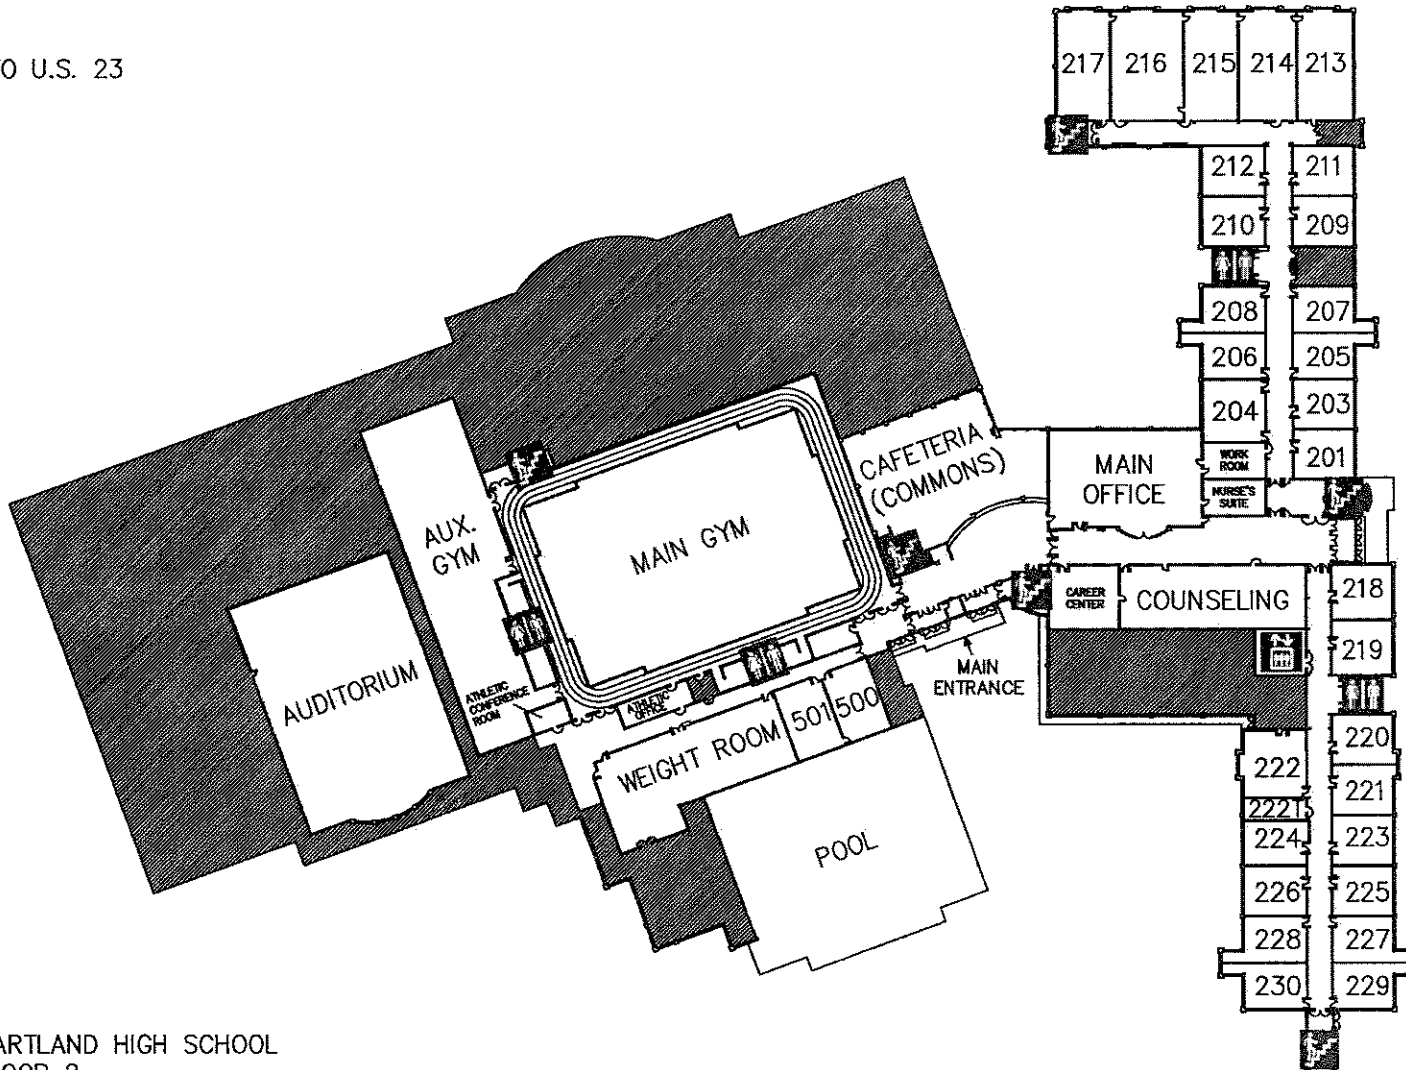 TO U.S. 23
217 216 215 214 213
212 211
210 209
208 207
206 205
204 203
WORK
ROOM
201
NURSE'S
SUITE
MAIN
OFFICE
CAFETERIA
(COMMONS)
MAIN GYM
AUX.
GYM
AUDITORIUM
ATHLETIC
CONFERENCE
ROOM
ATHLETIC
OFFICE
WEIGHT ROOM
501 500
POOL
MAIN
ENTRANCE
CAREER
CENTER
COUNSELING
218
219
220
222 221
222T
224 223
226 225
228 227
230 229
ARTLAND HIGH SCHOOL